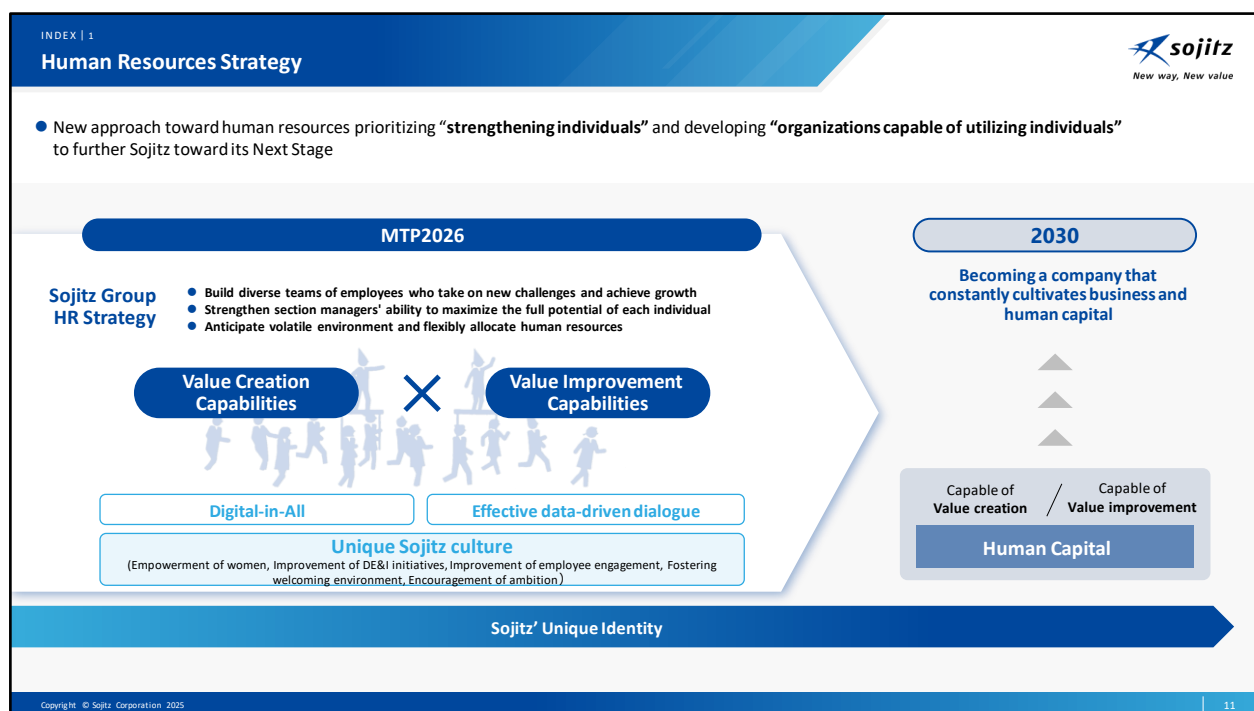 INDEX | 1
Human Resources Strategy
sojitz
New way, New value
● New approach toward human resources prioritizing “strengthening individuals” and developing “organizations capable of utilizing individuals”
to further Sojitz toward its Next Stage
MTP2026
Sojitz Group
HR Strategy
● Build diverse teams of employees who take on new challenges and achieve growth
● Strengthen section managers' ability to maximize the full potential of each individual
● Anticipate volatile environment and flexibly allocate human resources
Value Creation
Capabilities
×
Value Improvement
Capabilities
Digital-in-All
Effective data-driven dialogue
Unique Sojitz culture
(Empowerment of women, Improvement of DE&I initiatives, Improvement of employee engagement, Fostering
welcoming environment, Encouragement of ambition)
2030
Becoming a company that
constantly cultivates business and
human capital
Capable of
Value creation
/
Capable of
Value improvement
Human Capital
Sojitz’ Unique Identity
Copyright © Sojitz Corporation 2025
11